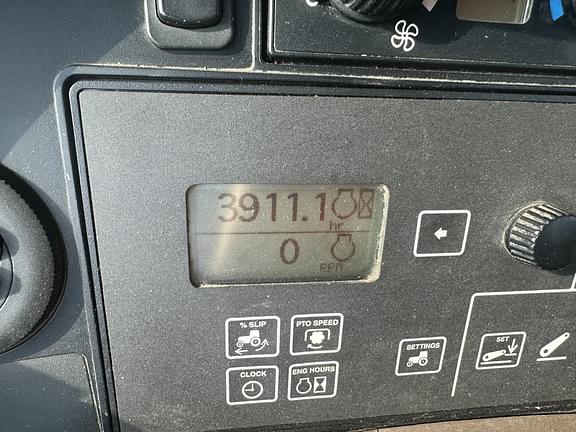 3911.1
hr
0
RPM
% SLIP
PTO SPEED
CLOCK
ENG HOURS
SETTINGS
SET